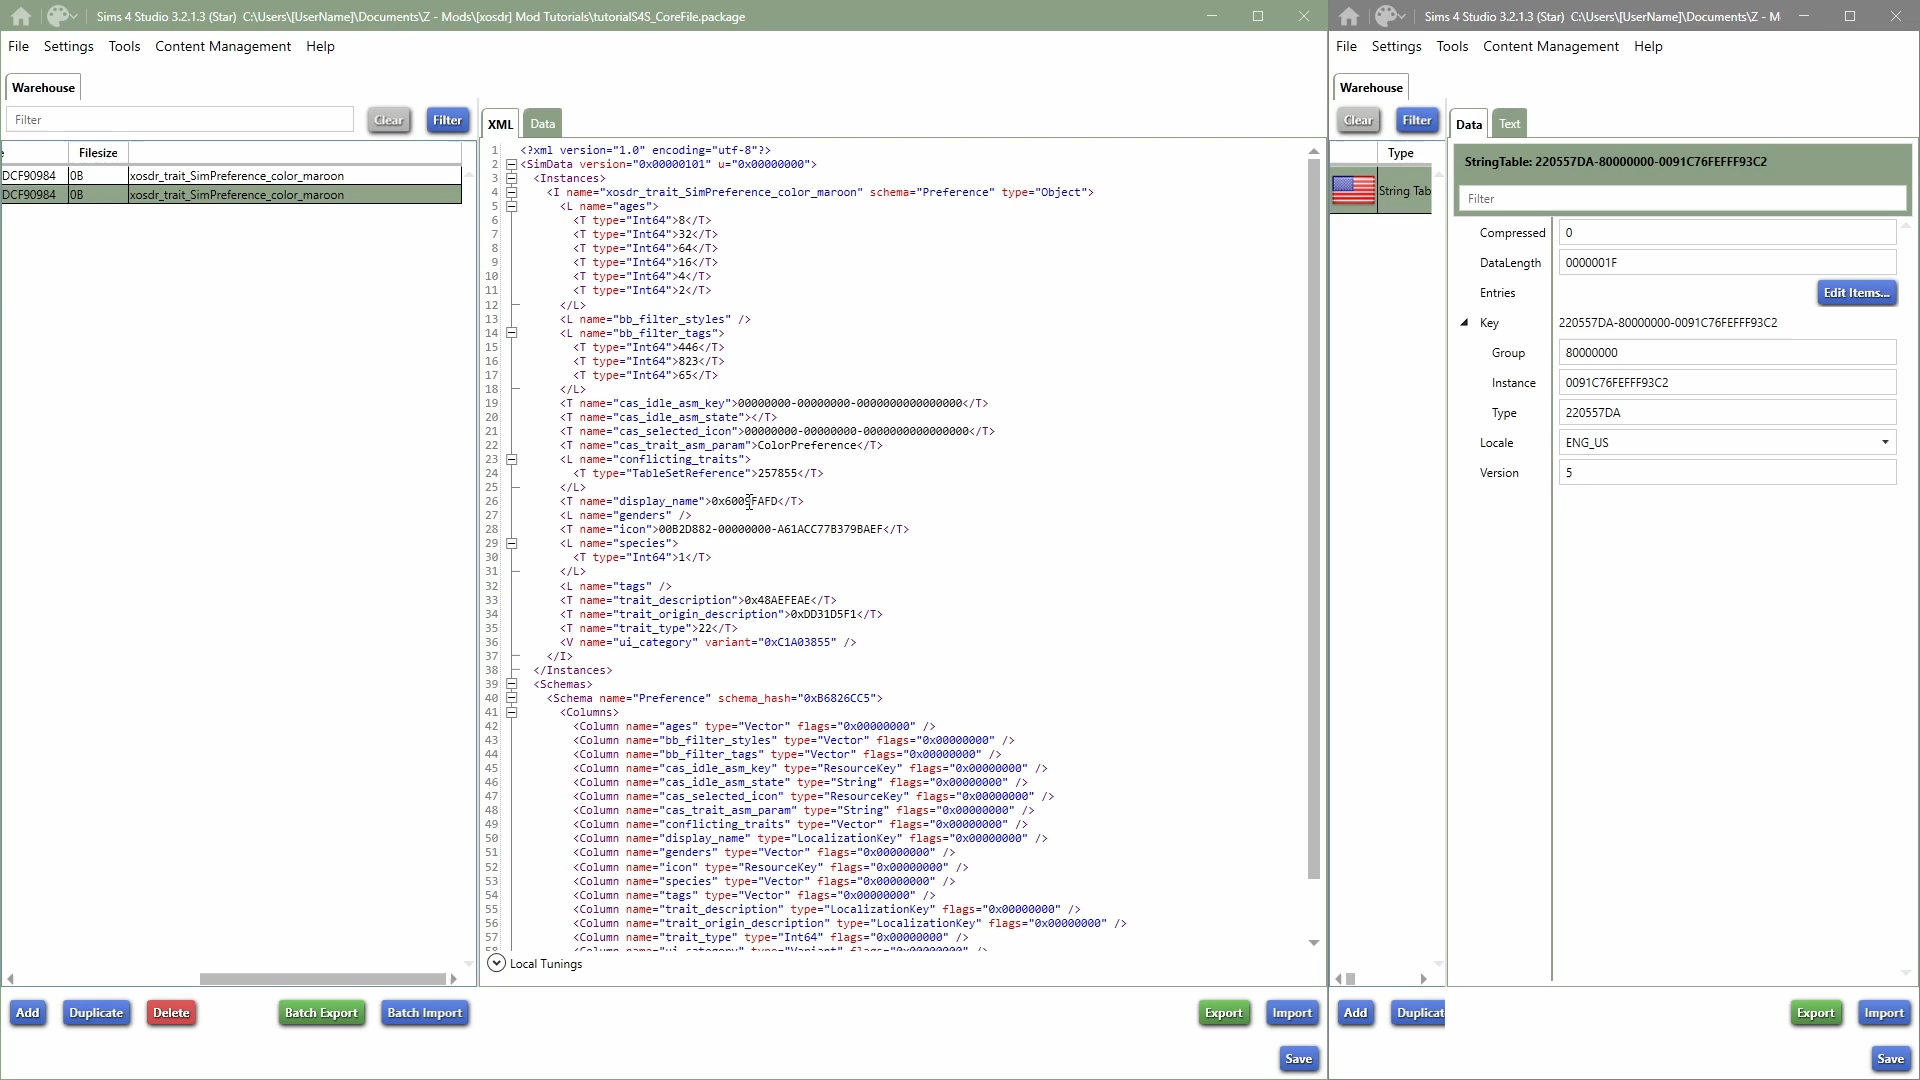 Sims 4 Studio 3.2.1.3 (Star) C:\Users\[UserName]\Documents\Z - Mods\[xosdr] Mod Tutorials\tutorialS4S_CoreFile.package
File Settings Tools Content Management Help
Warehouse
Filter Clear Filter
Filesize
DCF90984 0B xosdr_trait_SimPreference_color_maroon
DCF90984 0B xosdr_trait_SimPreference_color_maroon
XML Data
1 <?xml version="1.0" encoding="utf-8"?>
2 <SimData version="0x00000101" u="0x00000000">
3 <Instances>
4 <I name="xosdr_trait_SimPreference_color_maroon" schema="Preference" type="Object">
5 <L name="ages">
6 <T type="Int64">8</T>
7 <T type="Int64">32</T>
8 <T type="Int64">64</T>
9 <T type="Int64">16</T>
10 <T type="Int64">4</T>
11 <T type="Int64">2</T>
12 </L>
13 <L name="bb_filter_styles" />
14 <L name="bb_filter_tags">
15 <T type="Int64">446</T>
16 <T type="Int64">823</T>
17 <T type="Int64">65</T>
18 </L>
19 <T name="cas_idle_asm_key">00000000-00000000-0000000000000000</T>
20 <T name="cas_idle_asm_state"></T>
21 <T name="cas_selected_icon">00000000-00000000-0000000000000000</T>
22 <T name="cas_trait_asm_param">ColorPreference</T>
23 <L name="conflicting_traits">
24 <T type="TableSetReference">257855</T>
25 </L>
26 <T name="display_name">0x6009FAFD</T>
27 <L name="genders" />
28 <T name="icon">00B2D882-00000000-A61ACC77B379BAEF</T>
29 <L name="species">
30 <T type="Int64">1</T>
31 </L>
32 <L name="tags" />
33 <T name="trait_description">0x48AEFEAE</T>
34 <T name="trait_origin_description">0xDD31D5F1</T>
35 <T name="trait_type">22</T>
36 <V name="ui_category" variant="0xC1A03855" />
37 </I>
38 </Instances>
39 <Schemas>
40 <Schema name="Preference" schema_hash="0xB6826CC5">
41 <Columns>
42 <Column name="ages" type="Vector" flags="0x00000000" />
43 <Column name="bb_filter_styles" type="Vector" flags="0x00000000" />
44 <Column name="bb_filter_tags" type="Vector" flags="0x00000000" />
45 <Column name="cas_idle_asm_key" type="ResourceKey" flags="0x00000000" />
46 <Column name="cas_idle_asm_state" type="String" flags="0x00000000" />
47 <Column name="cas_selected_icon" type="ResourceKey" flags="0x00000000" />
48 <Column name="cas_trait_asm_param" type="String" flags="0x00000000" />
49 <Column name="conflicting_traits" type="Vector" flags="0x00000000" />
50 <Column name="display_name" type="LocalizationKey" flags="0x00000000" />
51 <Column name="genders" type="Vector" flags="0x00000000" />
52 <Column name="icon" type="ResourceKey" flags="0x00000000" />
53 <Column name="species" type="Vector" flags="0x00000000" />
54 <Column name="tags" type="Vector" flags="0x00000000" />
55 <Column name="trait_description" type="LocalizationKey" flags="0x00000000" />
56 <Column name="trait_origin_description" type="LocalizationKey" flags="0x00000000" />
57 <Column name="trait_type" type="Int64" flags="0x00000000" />
58 <Column name="ui_category" type="Variant" flags="0x00000000" />
Local Tunings
Add Duplicate Delete Batch Export Batch Import Export Import
Save
Sims 4 Studio 3.2.1.3 (Star) C:\Users\[UserName]\Documents\Z - M
File Settings Tools Content Management Help
Warehouse
Clear Filter
Type
String Tab
Data Text
StringTable: 220557DA-80000000-0091C76FEFFF93C2
Filter
Compressed 0
DataLength 0000001F
Entries Edit Items...
Key 220557DA-80000000-0091C76FEFFF93C2
Group 80000000
Instance 0091C76FEFFF93C2
Type 220557DA
Locale ENG_US
Version 5
Add Duplicat Export Import
Save